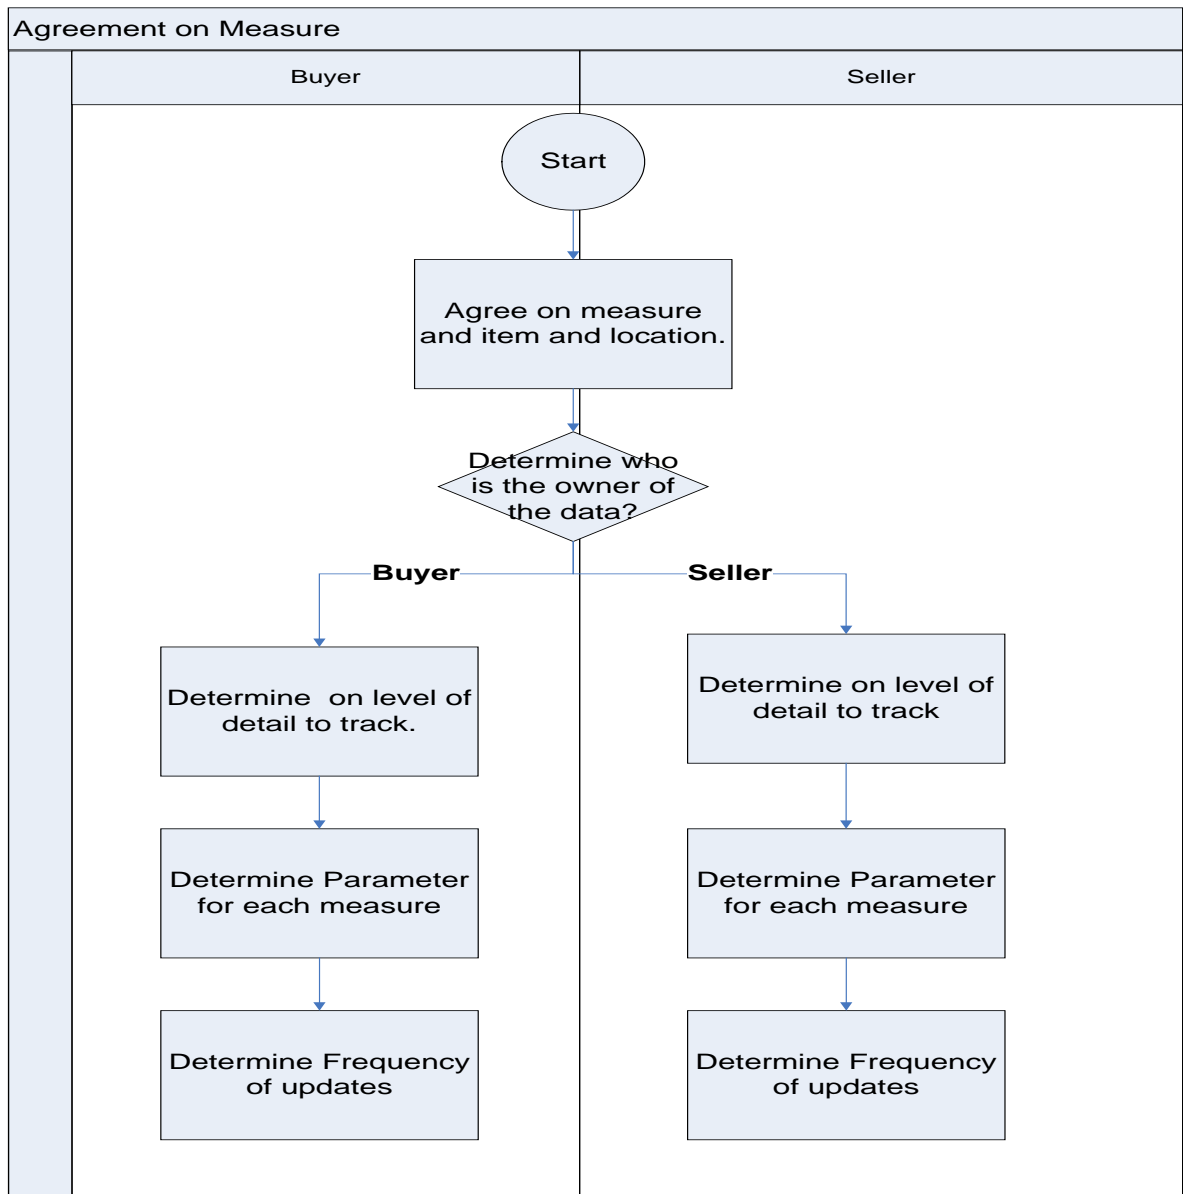 Agreement on Measure
Buyer
Seller
Start
Agree on measure
and item and location.
Determine who
is the owner of
the data?
Buyer
Seller
Determine  on level of
detail to track.
Determine on level of
detail to track
Determine Parameter
for each measure
Determine Parameter
for each measure
Determine Frequency
of updates
Determine Frequency
of updates